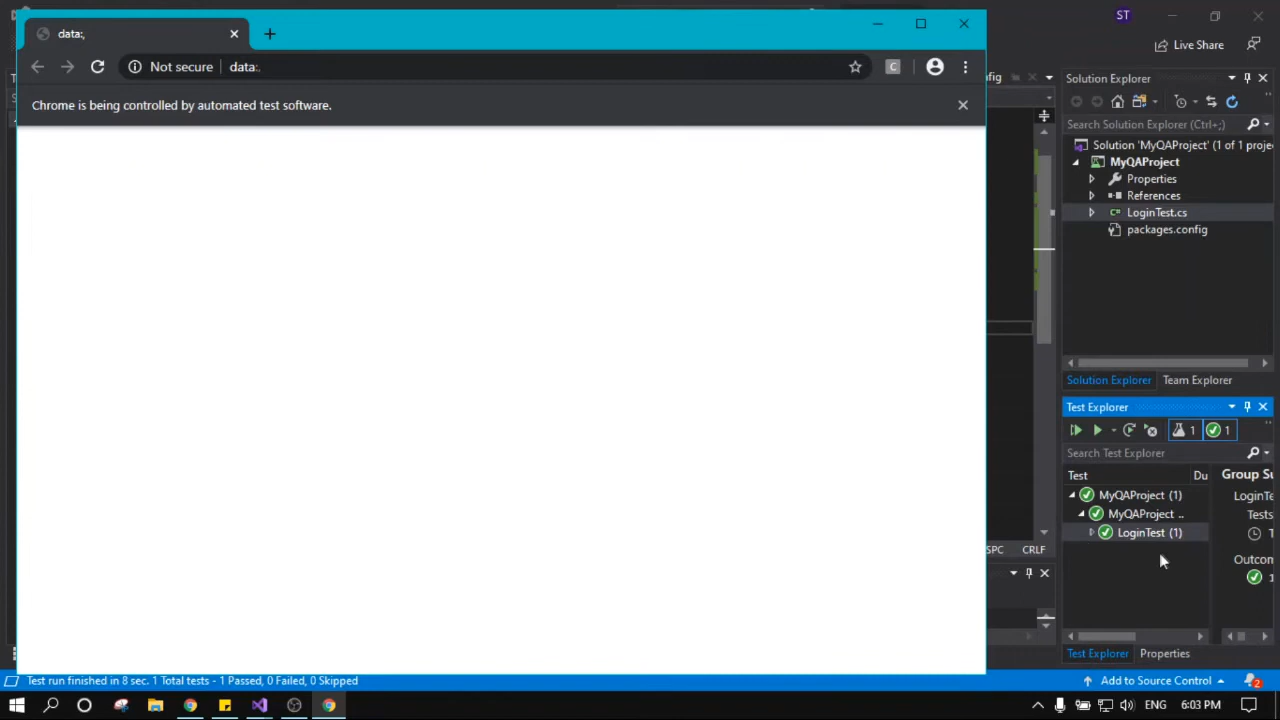 data:,
ST
Live Share
Not secure
data:,
Chrome is being controlled by automated test software.
Solution Explorer
Search Solution Explorer (Ctrl+;)
Solution 'MyQAProject' (1 of 1 proje
MyQAProject
Properties
References
LoginTest.cs
packages.config
Solution Explorer
Team Explorer
Test Explorer
1
1
Search Test Explorer
Test
Du
Group Su
MyQAProject (1)
MyQAProject ..
LoginTest (1)
LoginTe
Tests
Outcom
SPC
CRLF
Test Explorer
Properties
Test run finished in 8 sec. 1 Total tests - 1 Passed, 0 Failed, 0 Skipped
Add to Source Control
2
ENG
6:03 PM